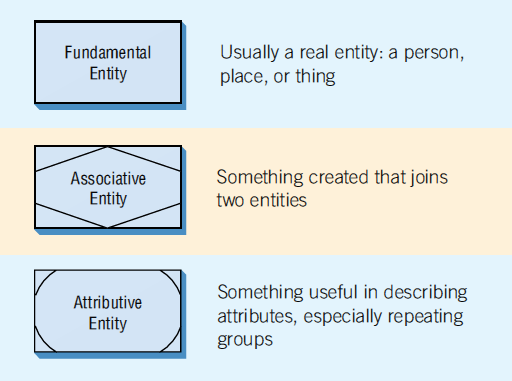 Fundamental
Entity
Usually a real entity: a person,
place, or thing
Associative
Entity
Something created that joins
two entities
Attributive
Entity
Something useful in describing
attributes, especially repeating
groups